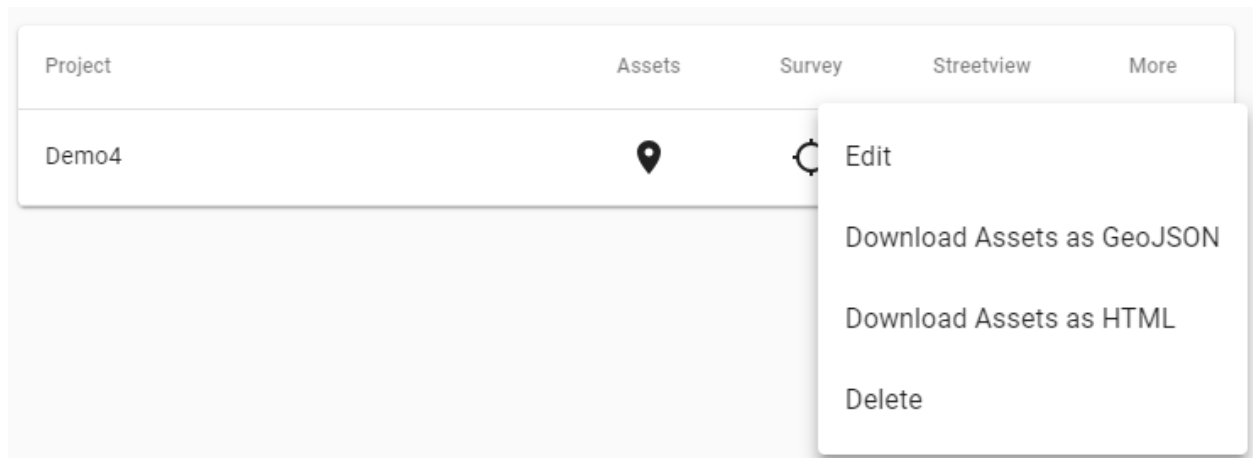 Project Assets Survey Streetview More
Demo4
Edit
Download Assets as GeoJSON
Download Assets as HTML
Delete